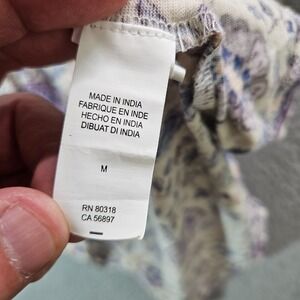 MADE IN INDIA
FABRIQUE EN INDE
HECHO EN INDIA
DIBUAT DI INDIA
M
RN 80318
CA 56897